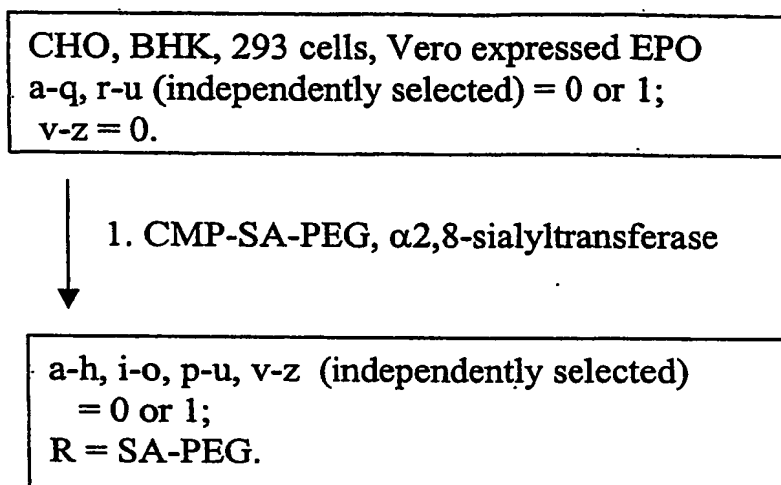 CHO, BHK, 293 cells, Vero expressed EPO
a-q, r-u (independently selected) = 0 or 1;
v-z = 0.
1. CMP-SA-PEG, α2,8-sialyltransferase
a-h, i-o, p-u, v-z (independently selected)
= 0 or 1;
R = SA-PEG.